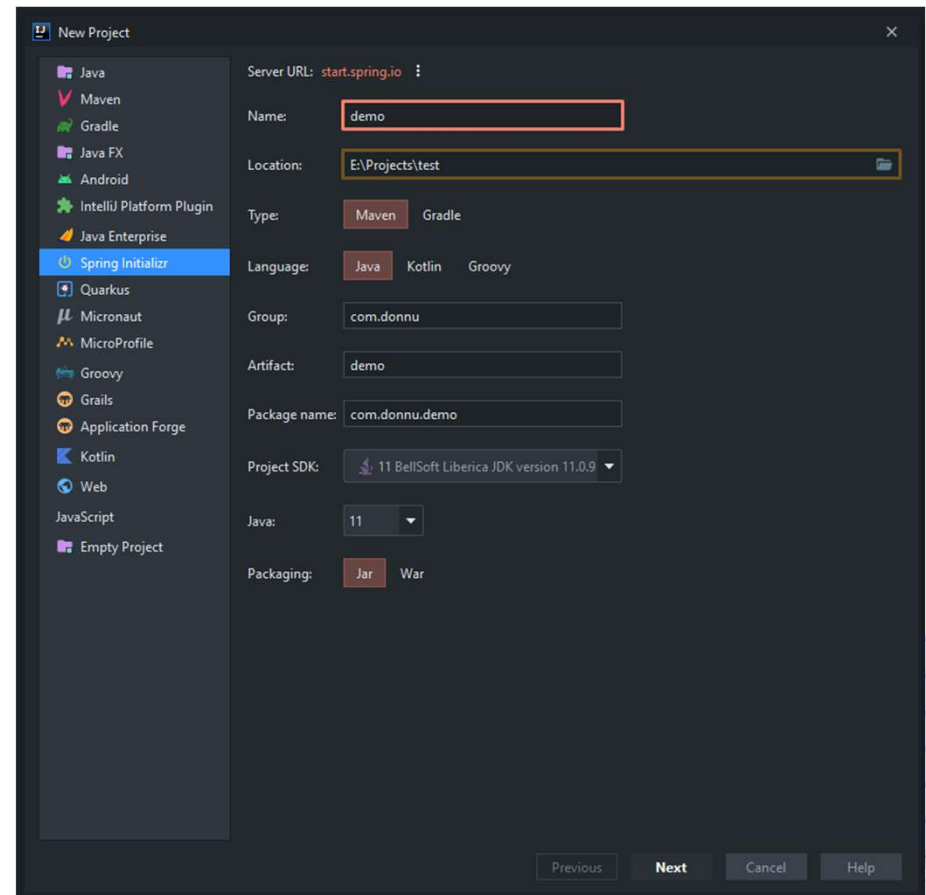 New Project
Java
Maven
Gradle
Java FX
Android
IntelliJ Platform Plugin
Java Enterprise
Spring Initializr
Quarkus
Micronaut
MicroProfile
Groovy
Grails
Application Forge
Kotlin
Web
JavaScript
Empty Project
Server URL: start.spring.io
Name: demo
Location: E:\Projects\test
Type: Maven Gradle
Language: Java Kotlin Groovy
Group: com.donnu
Artifact: demo
Package name: com.donnu.demo
Project SDK: 11 BellSoft Liberica JDK version 11.0.9
Java: 11
Packaging: Jar War
Previous Next Cancel Help